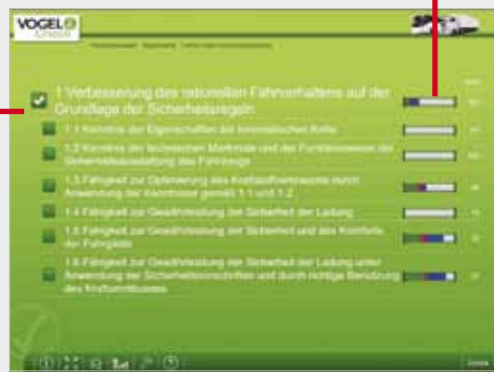 VOGEL
Check
1 Verbesserung des rationellen Fahrverhaltens auf der
Grundlage der Sicherheitsregeln
1.1 Kenntnis der Eigenschaften der kinematischen Kette
1.2 Kenntnis der technischen Merkmale und der Funktionsweise der
Sicherheitsausstattung des Fahrzeugs
1.3 Fähigkeit zur Optimierung des Kraftstoffverbrauchs durch
Anwendung der Kenntnisse gemäß 1.1 und 1.2
1.4 Fähigkeit zur Gewährleistung der Sicherheit der Ladung
1.5 Fähigkeit zur Gewährleistung der Sicherheit und des Komforts
der Fahrgäste
1.6 Fähigkeit zur Gewährleistung der Sicherheit der Ladung unter
Anwendung der Sicherheitsvorschriften und durch richtige Benutzung
des Kraftomnibusses